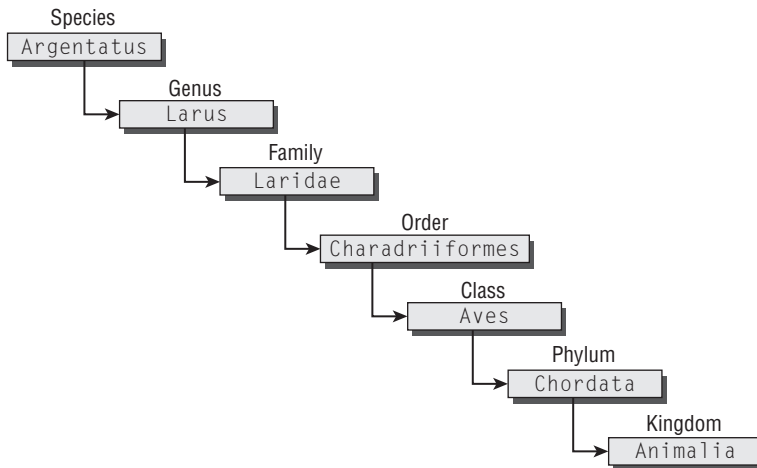 Species
Argentatus
Genus
Larus
Family
Laridae
Order
Charadriiformes
Class
Aves
Phylum
Chordata
Kingdom
Animalia